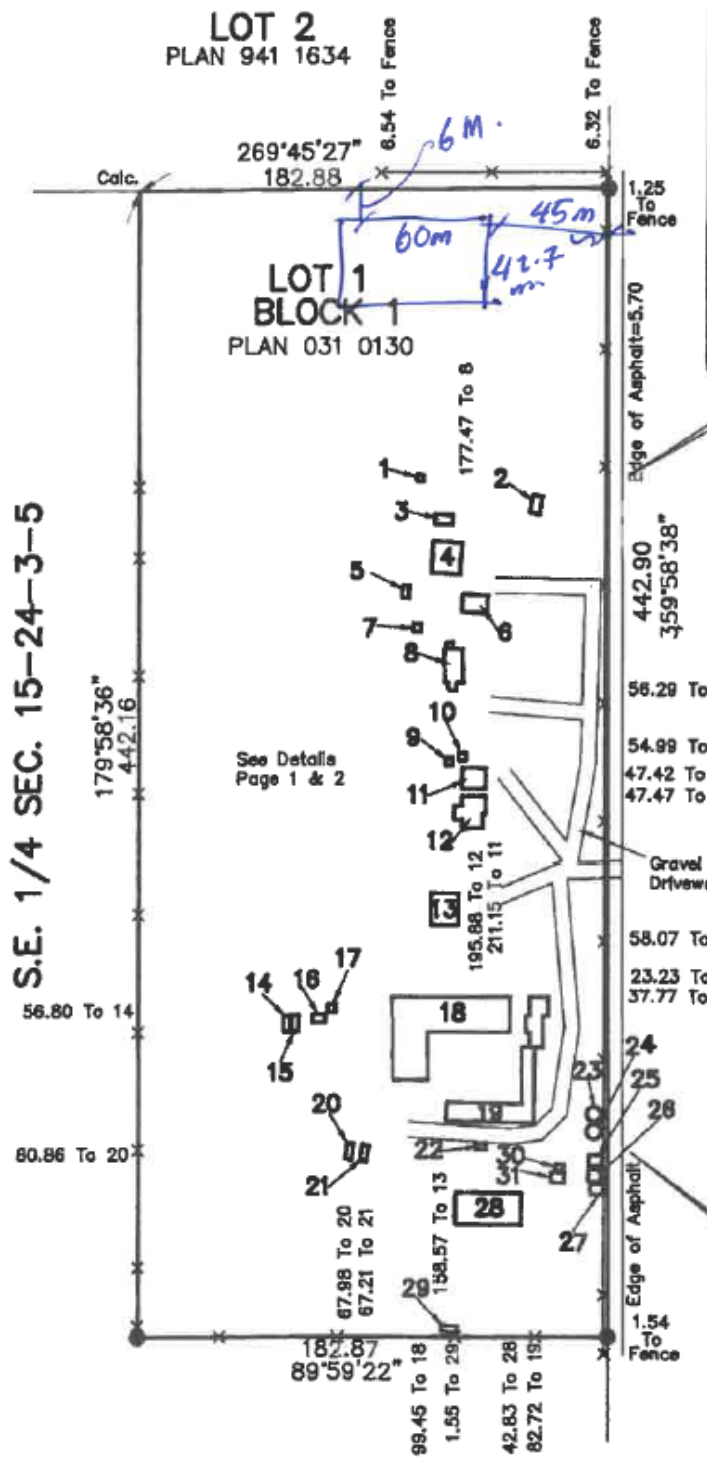 LOT 2
PLAN 941 1634
6.54 To Fence
6.32 To Fence
6 M.
269°45'27"
182.88
Calc.
1.25
To
Fence
45m
60m
42.7
m
LOT 1
BLOCK 1
PLAN 031 0130
Edge of Asphalt=5.70
177.47 To 8
1
2
3
4
5
6
7
8
442.90
359°58'38"
S.E. 1/4 SEC. 15-24-3-5
179°58'36"
442.16
56.29 To
54.99 To
47.42 To
47.47 To
See Details
Page 1 & 2
9
10
11
12
Gravel
Drivew
195.88 To 12
211.15 To 11
13
58.07 To
23.23 To
37.77 To
56.80 To 14
14
15
16
17
18
19
20
21
22
23
24
25
26
27
28
29
30
31
60.86 To 20
67.98 To 20
67.21 To 21
158.57 To 13
Edge of Asphalt
1.54
To
Fence
182.87
89°59'22"
99.45 To 18
1.55 To 29
42.83 To 28
82.72 To 19